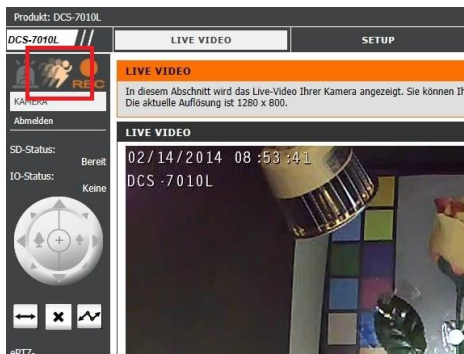 Produkt: DCS-7010L
DCS-7010L // LIVE VIDEO SETUP
REC
KAMERA
Abmelden
SD-Status:
Bereit
IO-Status:
Keine
ePTZ-
LIVE VIDEO
In diesem Abschnitt wird das Live-Video Ihrer Kamera angezeigt. Sie können Ih
Die aktuelle Auflösung ist 1280 x 800.
LIVE VIDEO
02/14/2014 08:53:41
DCS-7010L